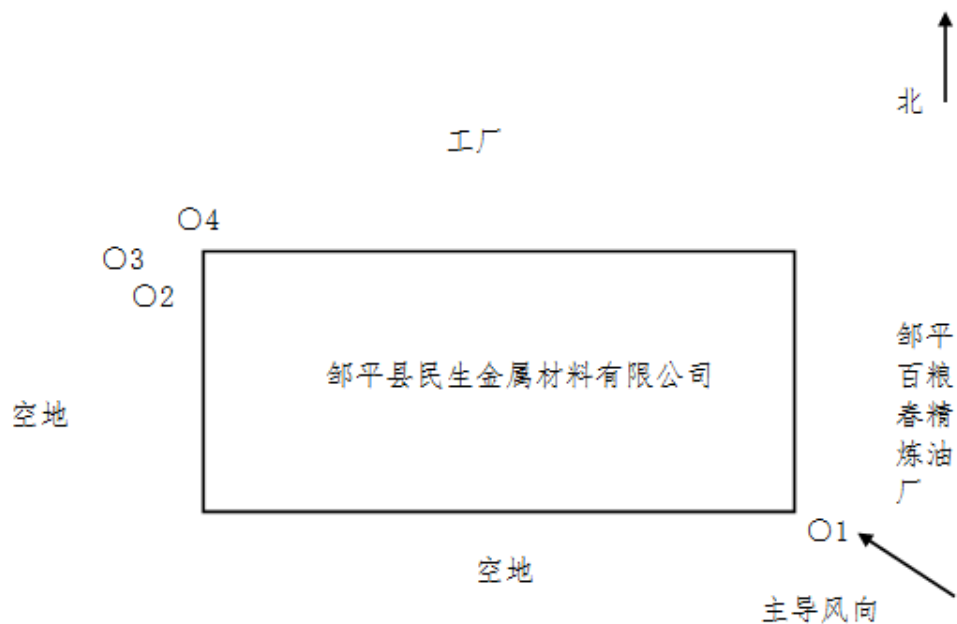 北
工厂
○4
○3
○2
邹平县民生金属材料有限公司
邹平
百粮
春精
炼油
厂
空地
○1
空地
主导风向